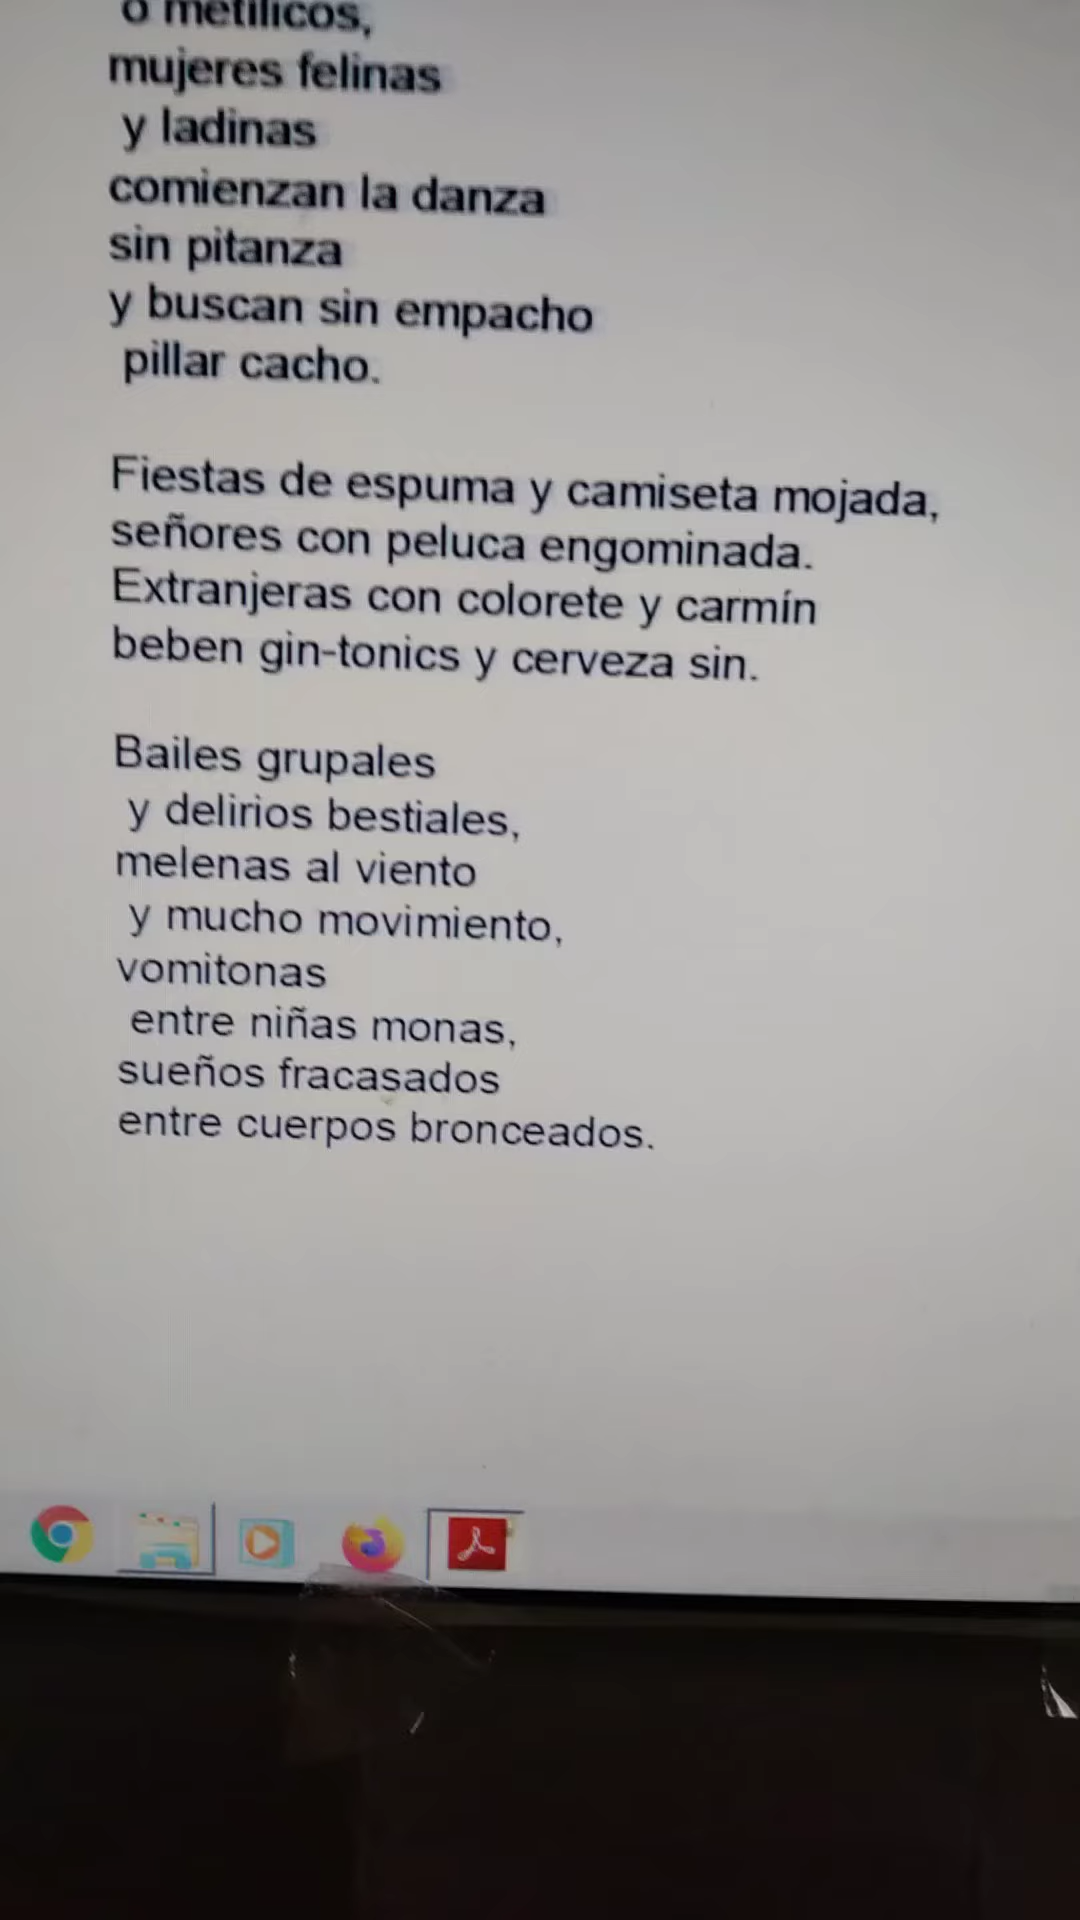 o metílicos,
mujeres felinas
y ladinas
comienzan la danza
sin pitanza
y buscan sin empacho
pillar cacho.
Fiestas de espuma y camiseta mojada,
señores con peluca engominada.
Extranjeras con colorete y carmín
beben gin-tonics y cerveza sin.
Bailes grupales
y delirios bestiales,
melenas al viento
y mucho movimiento,
vomitonas
entre niñas monas,
sueños fracasados
entre cuerpos bronceados.